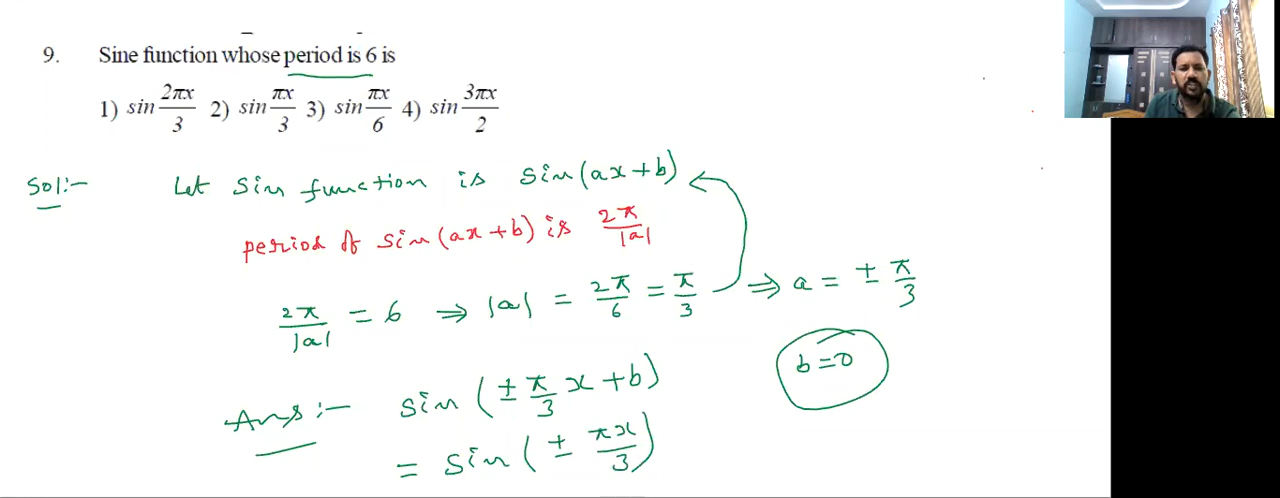 9. Sine function whose period is 6 is
1) sin 2πx/3 2) sin πx/3 3) sin πx/6 4) sin 3πx/2
Sol:- Let sin function is sin(ax+b)
period of sin(ax+b) is 2π/|a|
2π/|a| = 6 ⇒ |a| = 2π/6 = π/3 ⇒ a = ± π/3
b=0
Ans:- sin(± π/3 x+b)
= sin(± πx/3)